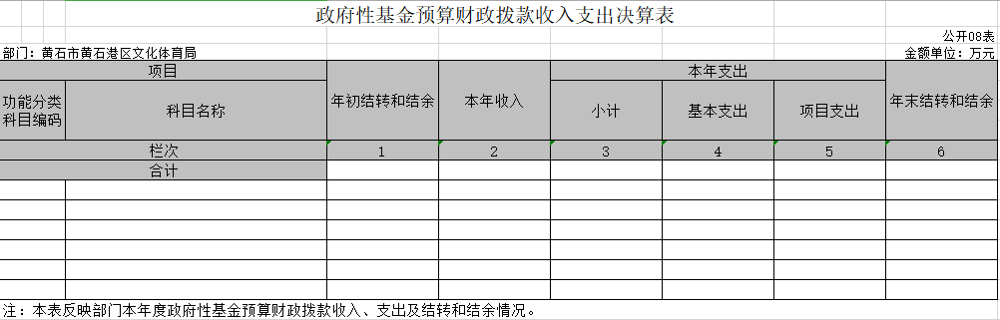 政府性基金预算财政拨款收入支出决算表
公开08表
部门：黄石市黄石港区文化体育局 金额单位：万元
项目 年初结转和结余 本年收入 本年支出 年末结转和结余
功能分类科目编码 科目名称 小计 基本支出 项目支出
栏次 1 2 3 4 5 6
合计
注：本表反映部门本年度政府性基金预算财政拨款收入、支出及结转和结余情况。